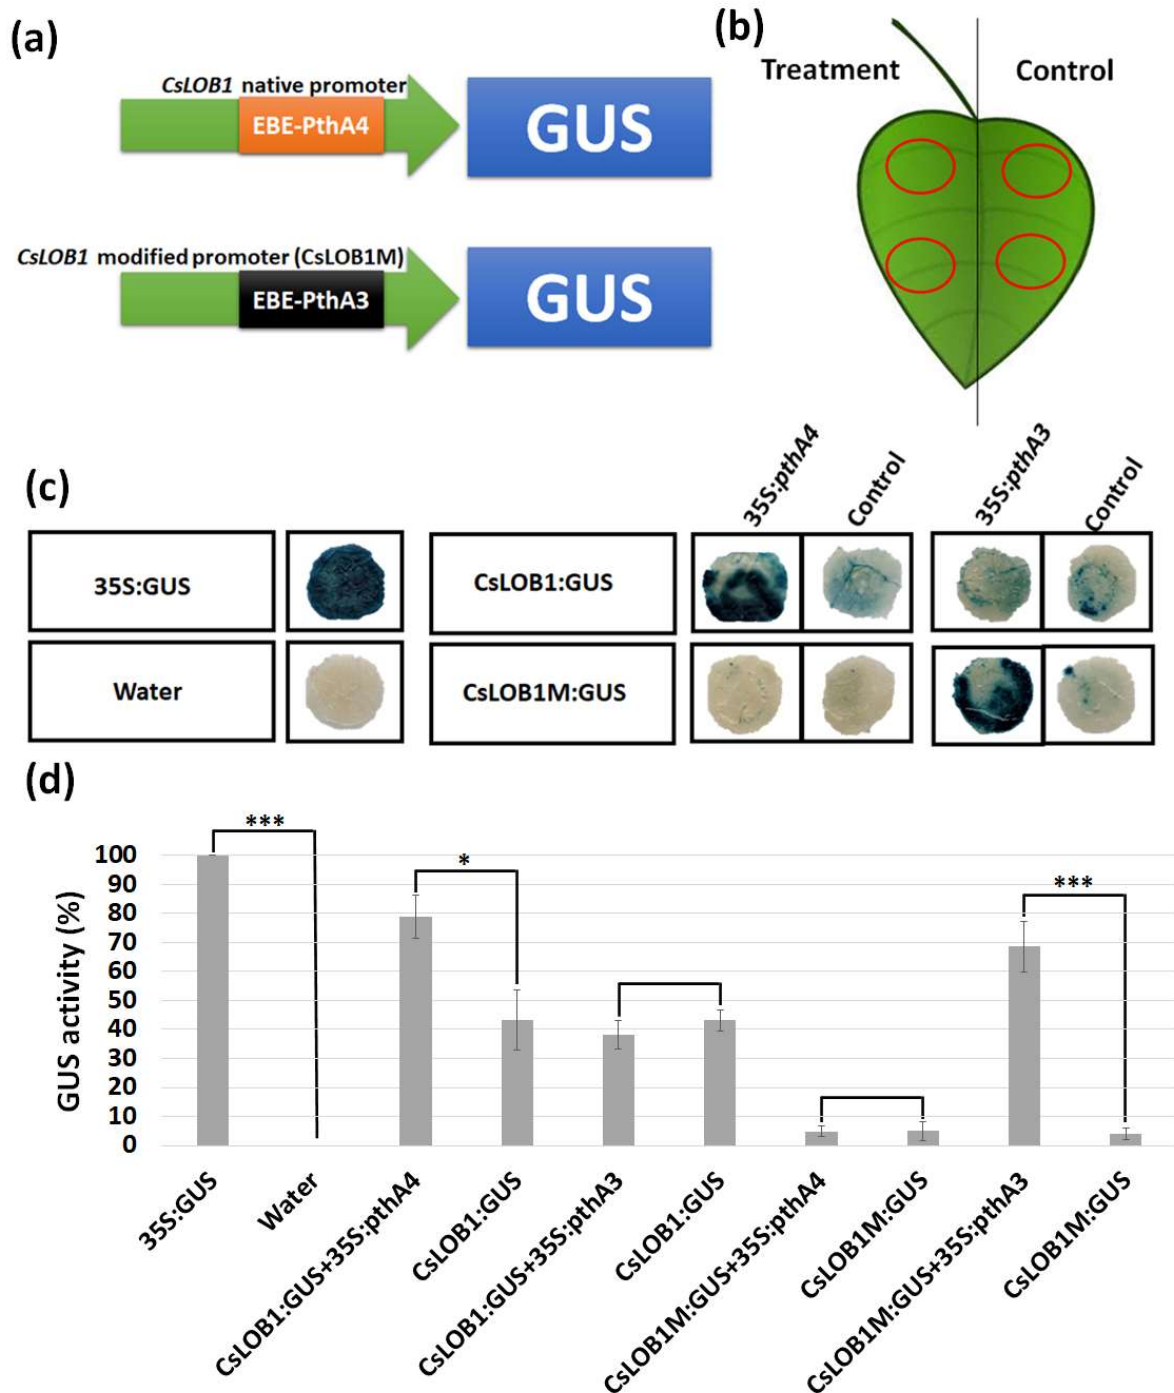 (a)
CsLOB1 native promoter
EBE-PthA4
GUS
CsLOB1 modified promoter (CsLOB1M)
EBE-PthA3
GUS
(b)
Treatment
Control
(c)
35S:pthA4
Control
35S:pthA3
Control
35S:GUS
CsLOB1:GUS
Water
CsLOB1M:GUS
(d)
GUS activity (%)
100
90
80
70
60
50
40
30
20
10
0
***
*
***
35S:GUS
Water
CsLOB1:GUS+35S:pthA4
CsLOB1:GUS
CsLOB1:GUS+35S:pthA3
CsLOB1:GUS
CsLOB1M:GUS+35S:pthA4
CsLOB1M:GUS
CsLOB1M:GUS+35S:pthA3
CsLOB1M:GUS